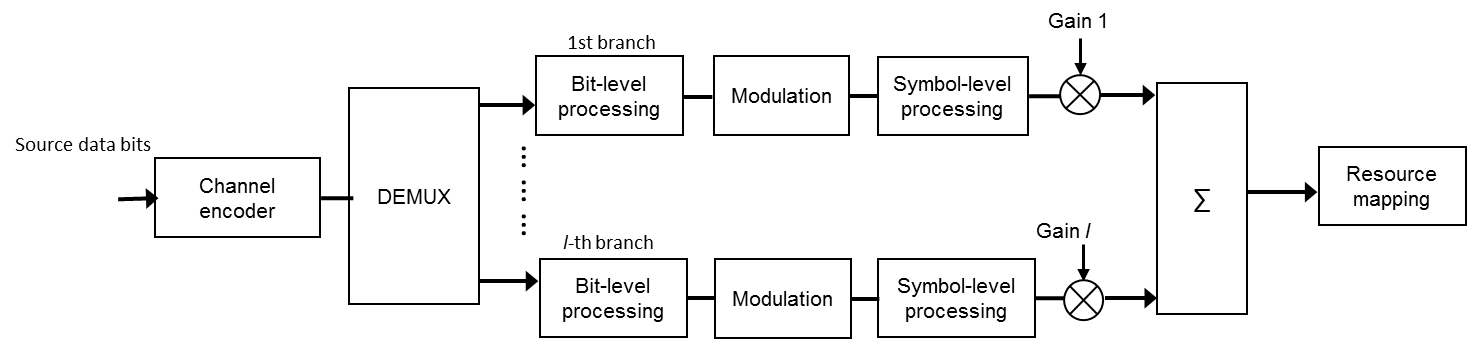 Gain 1
1st branch
Bit-level
processing
Modulation
Symbol-level
processing
Source data bits
Channel
encoder
DEMUX
∑
Resource
mapping
Gain l
l-th branch
Bit-level
processing
Modulation
Symbol-level
processing